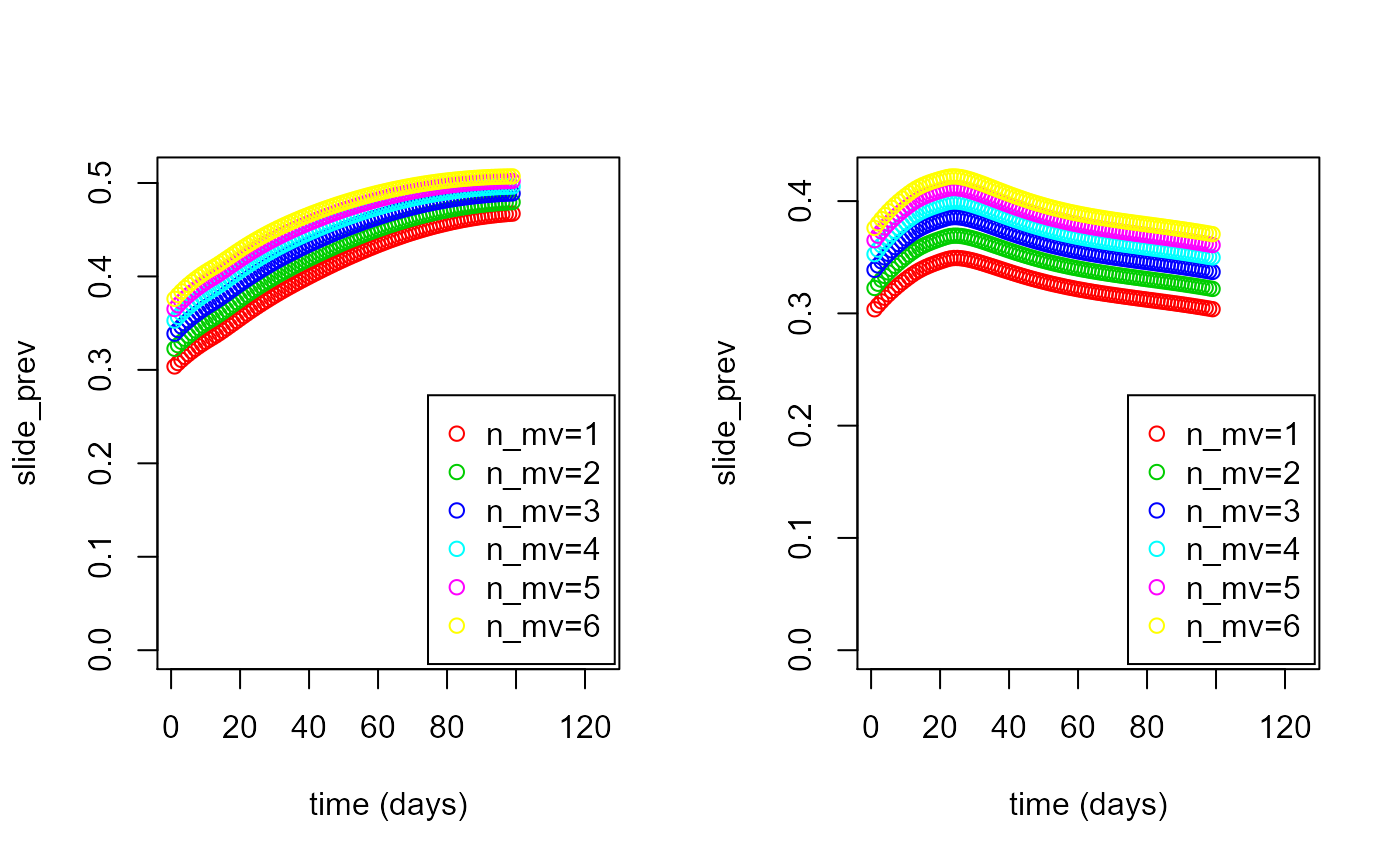 slide_prev
0.5
0.4
0.3
0.2
0.1
0.0
n_mv=1
n_mv=2
n_mv=3
n_mv=4
n_mv=5
n_mv=6
0 20 40 60 80 120
time (days)
slide_prev
0.4
0.3
0.2
0.1
0.0
n_mv=1
n_mv=2
n_mv=3
n_mv=4
n_mv=5
n_mv=6
0 20 40 60 80 120
time (days)